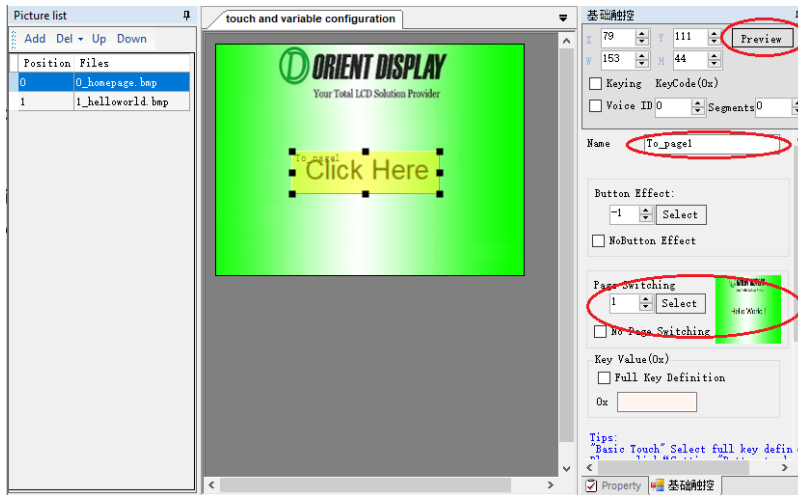 Picture list
Add Del Up Down
Position Files
0 0_homepage.bmp
1 1_helloworld.bmp
touch and variable configuration
ORIENT DISPLAY
Your Total LCD Solution Provider
To_page1
Click Here
基础触控
X 79 Y 111 Preview
W 153 H 44
Keying KeyCode(0x)
Voice ID 0 Segments 0
Name To_page1
Button Effect:
-1 Select
NoButton Effect
Page Switching
1 Select
Hello World !
No Page Switching
Key Value(0x)
Full Key Definition
0x
Tips:
"Basic Touch" Select full key defin
Property 基础触控